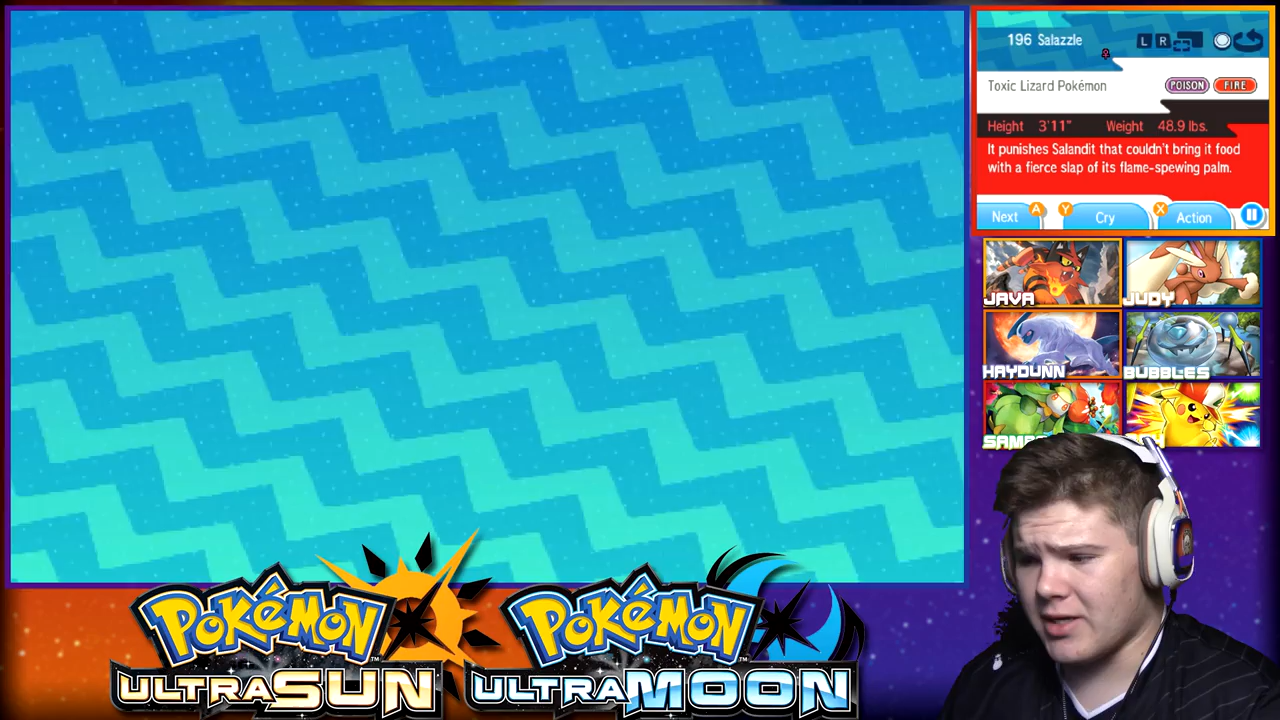 196 Salazzle
L R
Toxic Lizard Pokémon
POISON FIRE
Height 3'11" Weight 48.9 lbs.
It punishes Salandit that couldn't bring it food
with a fierce slap of its flame-spewing palm.
Next A Y Cry X Action
JAVA JUDY
HAYDUNN BUBBLES
POKÉMON
ULTRA SUN
POKÉMON
ULTRA MOON
TM
TM